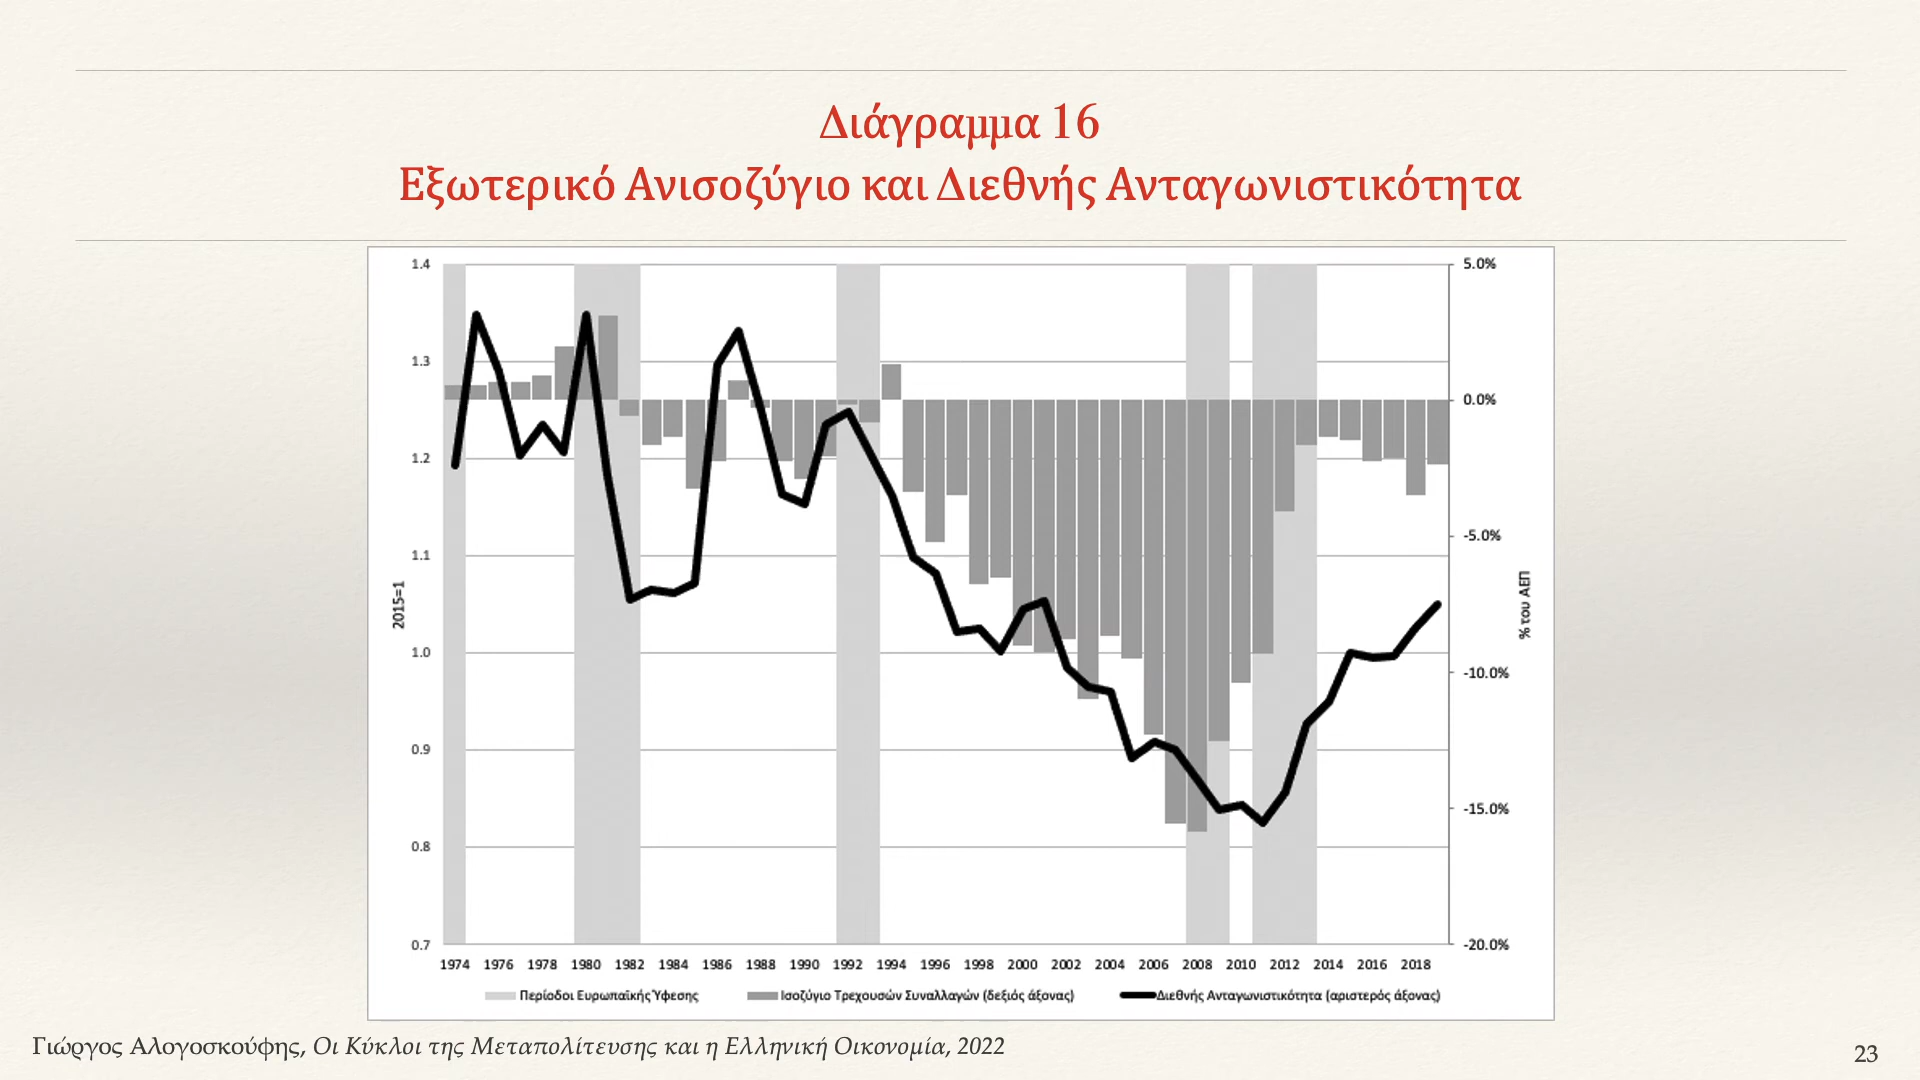 Διάγραμμα 16
Εξωτερικό Ανισοζύγιο και Διεθνής Ανταγωνιστικότητα
1.4
1.3
1.2
1.1
1.0
0.9
0.8
0.7
2015=1
5.0%
0.0%
-5.0%
-10.0%
-15.0%
-20.0%
% του ΑΕΠ
1974 1976 1978 1980 1982 1984 1986 1988 1990 1992 1994 1996 1998 2000 2002 2004 2006 2008 2010 2012 2014 2016 2018
Περίοδοι Ευρωπαϊκής Ύφεσης Ισοζύγιο Τρεχουσών Συναλλαγών (δεξιός άξονας) Διεθνής Ανταγωνιστικότητα (αριστερός άξονας)
Γιώργος Αλογοσκούφης, Οι Κύκλοι της Μεταπολίτευσης και η Ελληνική Οικονομία, 2022
23